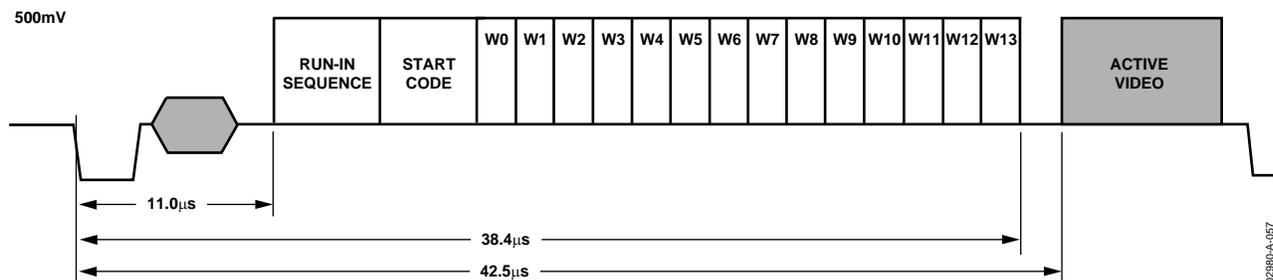 500mV
RUN-IN
SEQUENCE
START
CODE
W0 W1 W2 W3 W4 W5 W6 W7 W8 W9 W10 W11 W12 W13
ACTIVE
VIDEO
11.0μs
38.4μs
42.5μs
02980-A-057